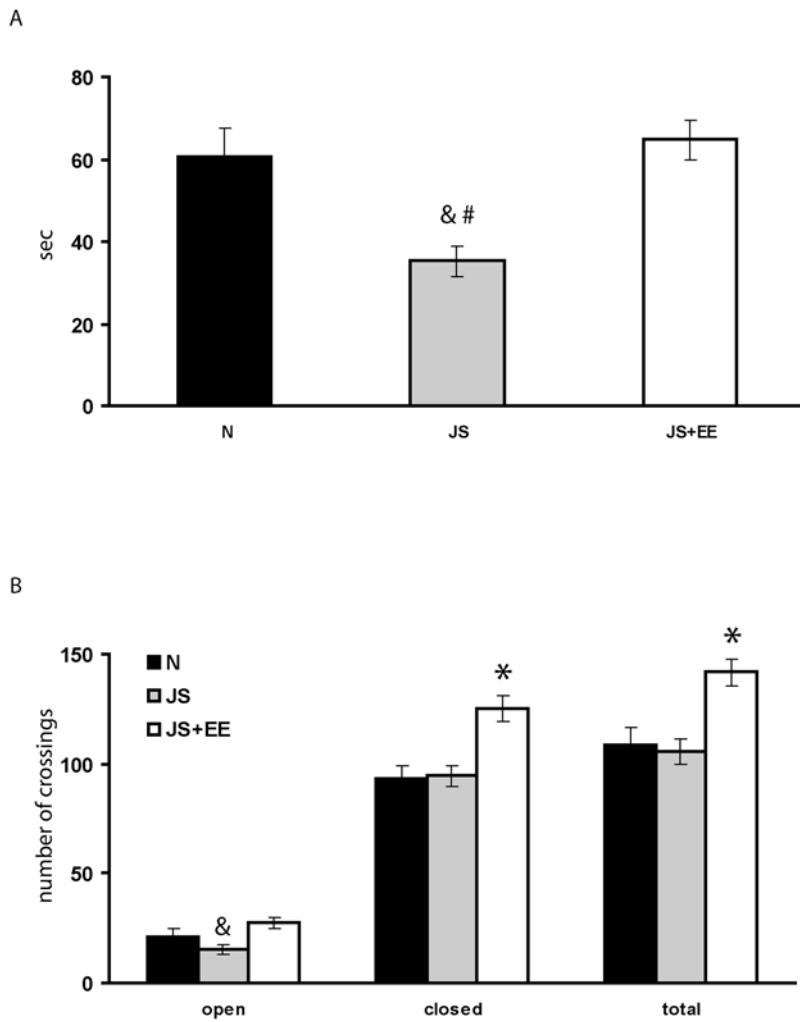 A
80
60
40
20
0
sec
& #
N JS JS+EE
B
150
100
50
0
number of crossings
N
JS
JS+EE
&
*
*
open closed total